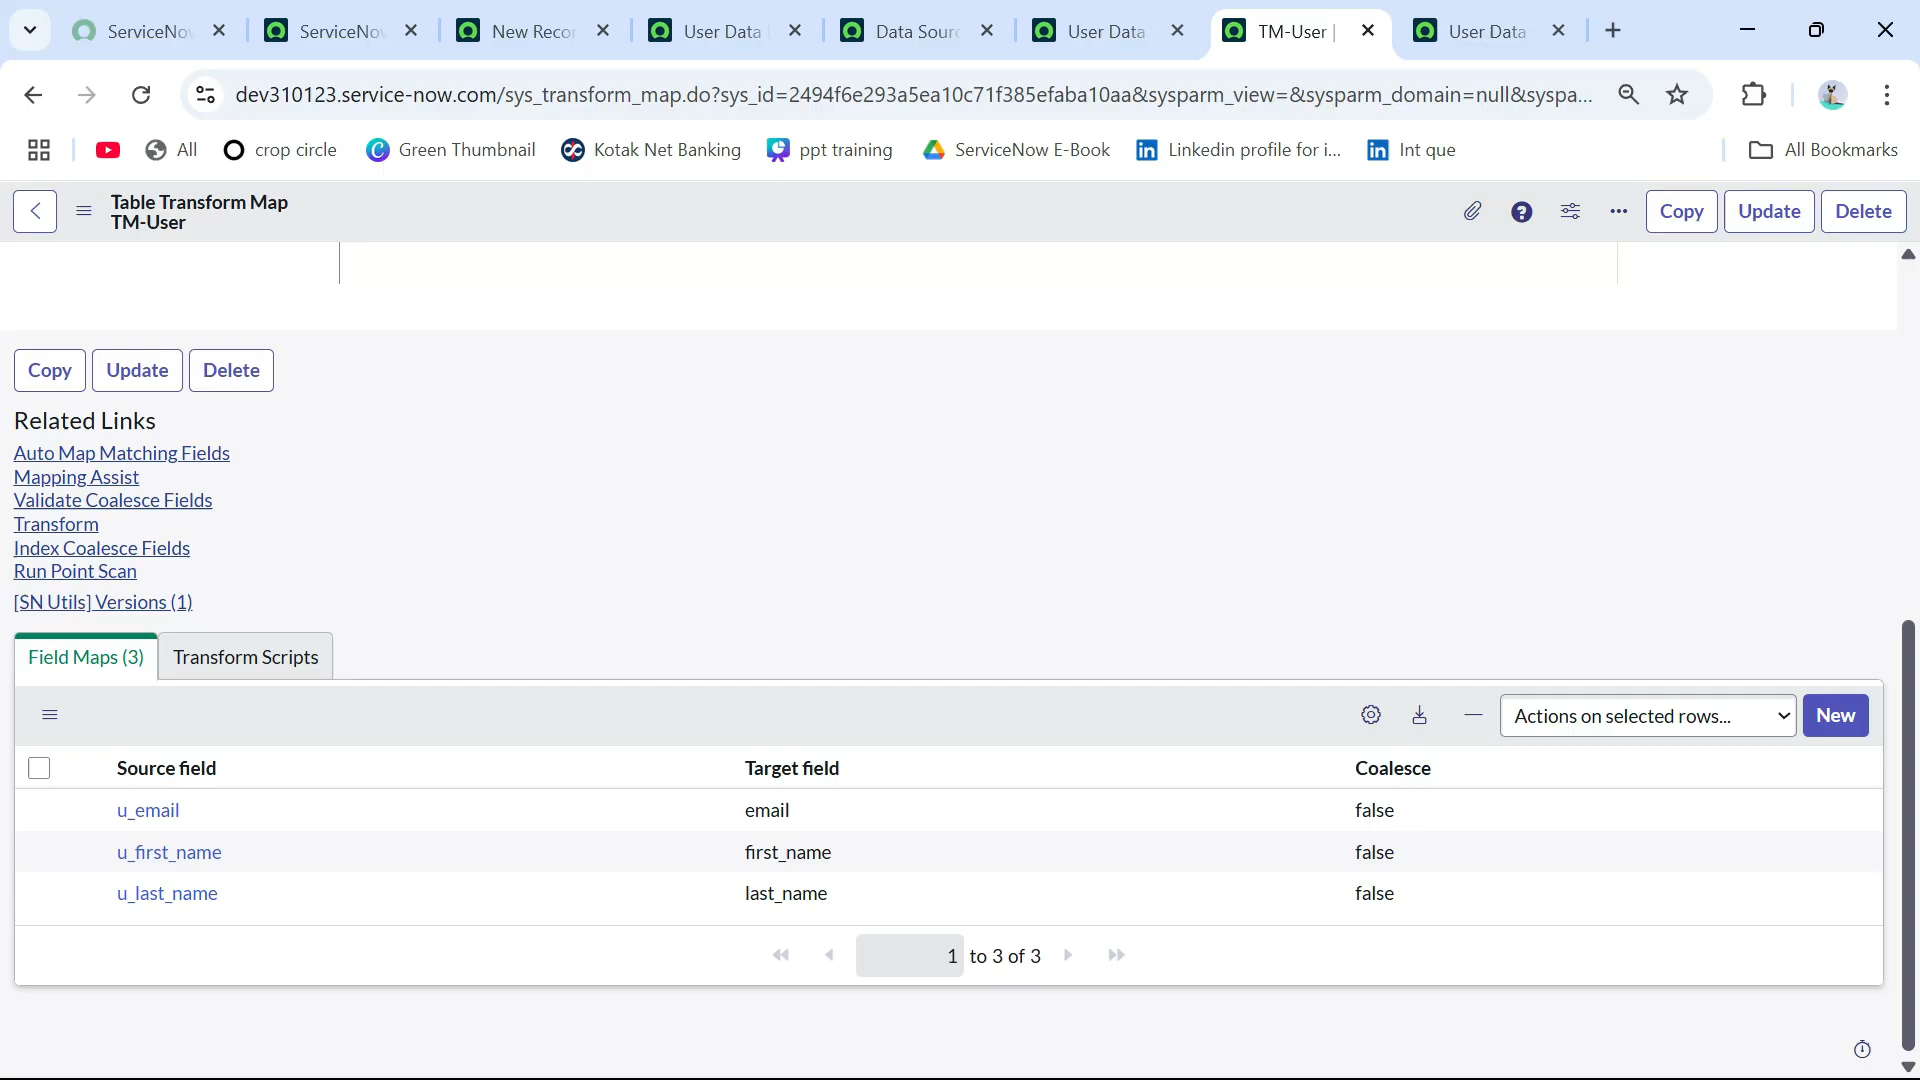 ServiceNo
ServiceNo
New Recor
User Data
Data Sourc
User Data
TM-User |
User Data
dev310123.service-now.com/sys_transform_map.do?sys_id=2494f6e293a5ea10c71f385efaba10aa&sysparm_view=&sysparm_domain=null&syspa...
All
crop circle
Green Thumbnail
Kotak Net Banking
ppt training
ServiceNow E-Book
Linkedin profile for i...
Int que
All Bookmarks
Table Transform Map
TM-User
Copy
Update
Delete
Copy
Update
Delete
Related Links
Auto Map Matching Fields
Mapping Assist
Validate Coalesce Fields
Transform
Index Coalesce Fields
Run Point Scan
[SN Utils] Versions (1)
Field Maps (3)
Transform Scripts
Actions on selected rows...
New
Source field Target field Coalesce
u_email email false
u_first_name first_name false
u_last_name last_name false
1 to 3 of 3